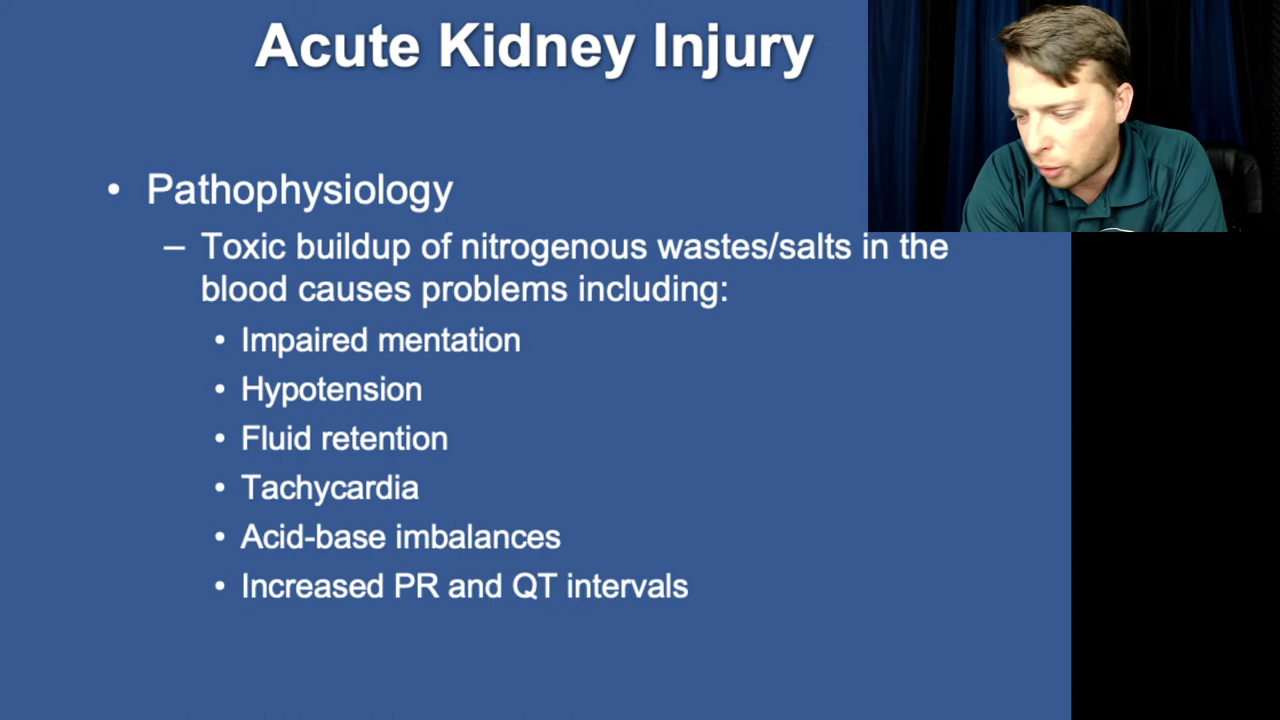 Acute Kidney Injury
• Pathophysiology
– Toxic buildup of nitrogenous wastes/salts in the
blood causes problems including:
• Impaired mentation
• Hypotension
• Fluid retention
• Tachycardia
• Acid-base imbalances
• Increased PR and QT intervals